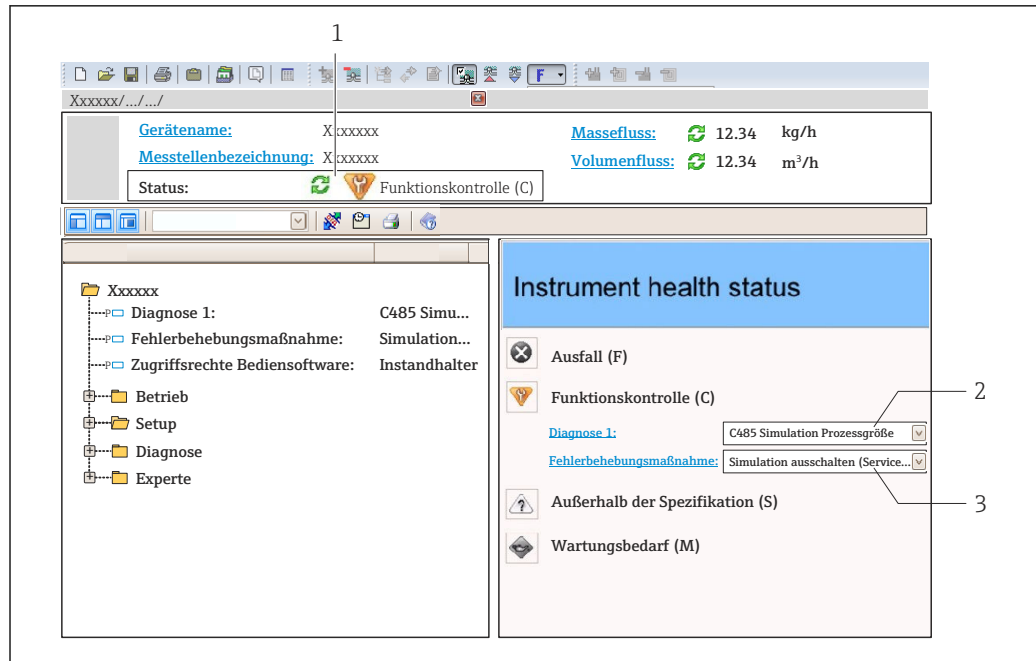 1
F
Xxxxxx/.../.../
Gerätename: Xxxxxxx
Massefluss: 12.34 kg/h
Messtellenbezeichnung: Xxxxxxx
Volumenfluss: 12.34 m³/h
Status: Funktionskontrolle (C)
Xxxxxx
Diagnose 1: C485 Simu...
Fehlerbehebungsmaßnahme: Simulation...
Zugriffsrechte Bediensoftware: Instandhalter
Betrieb
Setup
Diagnose
Experte
Instrument health status
Ausfall (F)
Funktionskontrolle (C)
2
Diagnose 1: C485 Simulation Prozessgröße
Fehlerbehebungsmaßnahme: Simulation ausschalten (Service...
Außerhalb der Spezifikation (S)
3
Wartungsbedarf (M)